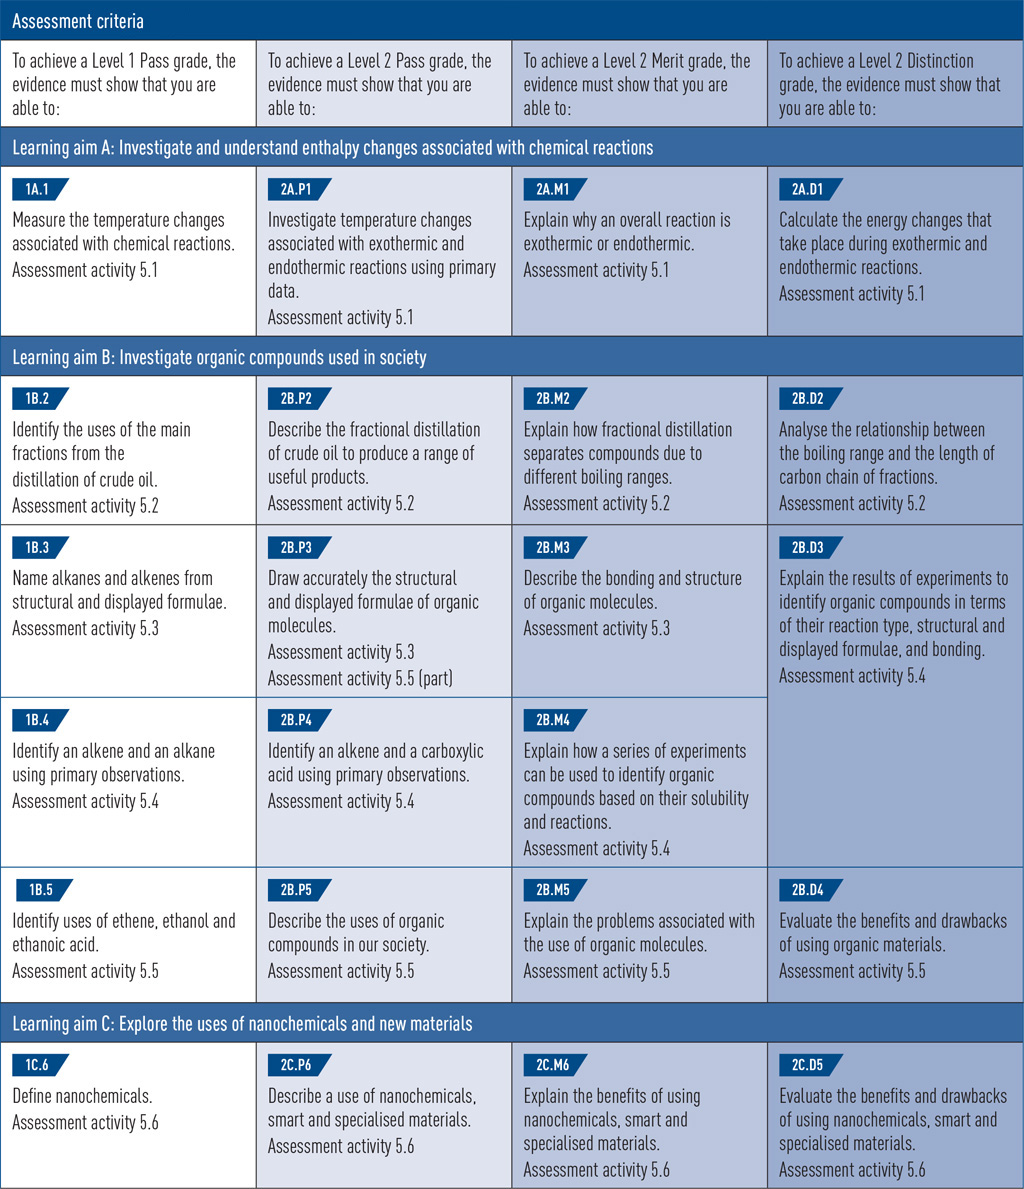 Assessment criteria
To achieve a Level 1 Pass grade, the
evidence must show that you are
able to:
To achieve a Level 2 Pass grade, the
evidence must show that you are
able to:
To achieve a Level 2 Merit grade, the
evidence must show that you are
able to:
To achieve a Level 2 Distinction
grade, the evidence must show that
you are able to:
Learning aim A: Investigate and understand enthalpy changes associated with chemical reactions
1A.1
Measure the temperature changes
associated with chemical reactions.
Assessment activity 5.1
2A.P1
Investigate temperature changes
associated with exothermic and
endothermic reactions using primary
data.
Assessment activity 5.1
2A.M1
Explain why an overall reaction is
exothermic or endothermic.
Assessment activity 5.1
2A.D1
Calculate the energy changes that
take place during exothermic and
endothermic reactions.
Assessment activity 5.1
Learning aim B: Investigate organic compounds used in society
1B.2
Identify the uses of the main
fractions from the
distillation of crude oil.
Assessment activity 5.2
2B.P2
Describe the fractional distillation
of crude oil to produce a range of
useful products.
Assessment activity 5.2
2B.M2
Explain how fractional distillation
separates compounds due to
different boiling ranges.
Assessment activity 5.2
2B.D2
Analyse the relationship between
the boiling range and the length of
carbon chain of fractions.
Assessment activity 5.2
1B.3
Name alkanes and alkenes from
structural and displayed formulae.
Assessment activity 5.3
2B.P3
Draw accurately the structural
and displayed formulae of organic
molecules.
Assessment activity 5.3
Assessment activity 5.5 (part)
2B.M3
Describe the bonding and structure
of organic molecules.
Assessment activity 5.3
2B.D3
Explain the results of experiments to
identify organic compounds in terms
of their reaction type, structural and
displayed formulae, and bonding.
Assessment activity 5.4
1B.4
Identify an alkene and an alkane
using primary observations.
Assessment activity 5.4
2B.P4
Identify an alkene and a carboxylic
acid using primary observations.
Assessment activity 5.4
2B.M4
Explain how a series of experiments
can be used to identify organic
compounds based on their solubility
and reactions.
Assessment activity 5.4
1B.5
Identify uses of ethene, ethanol and
ethanoic acid.
Assessment activity 5.5
2B.P5
Describe the uses of organic
compounds in our society.
Assessment activity 5.5
2B.M5
Explain the problems associated with
the use of organic molecules.
Assessment activity 5.5
2B.D4
Evaluate the benefits and drawbacks
of using organic materials.
Assessment activity 5.5
Learning aim C: Explore the uses of nanochemicals and new materials
1C.6
Define nanochemicals.
Assessment activity 5.6
2C.P6
Describe a use of nanochemicals,
smart and specialised materials.
Assessment activity 5.6
2C.M6
Explain the benefits of using
nanochemicals, smart and
specialised materials.
Assessment activity 5.6
2C.D5
Evaluate the benefits and drawbacks
of using nanochemicals, smart and
specialised materials.
Assessment activity 5.6